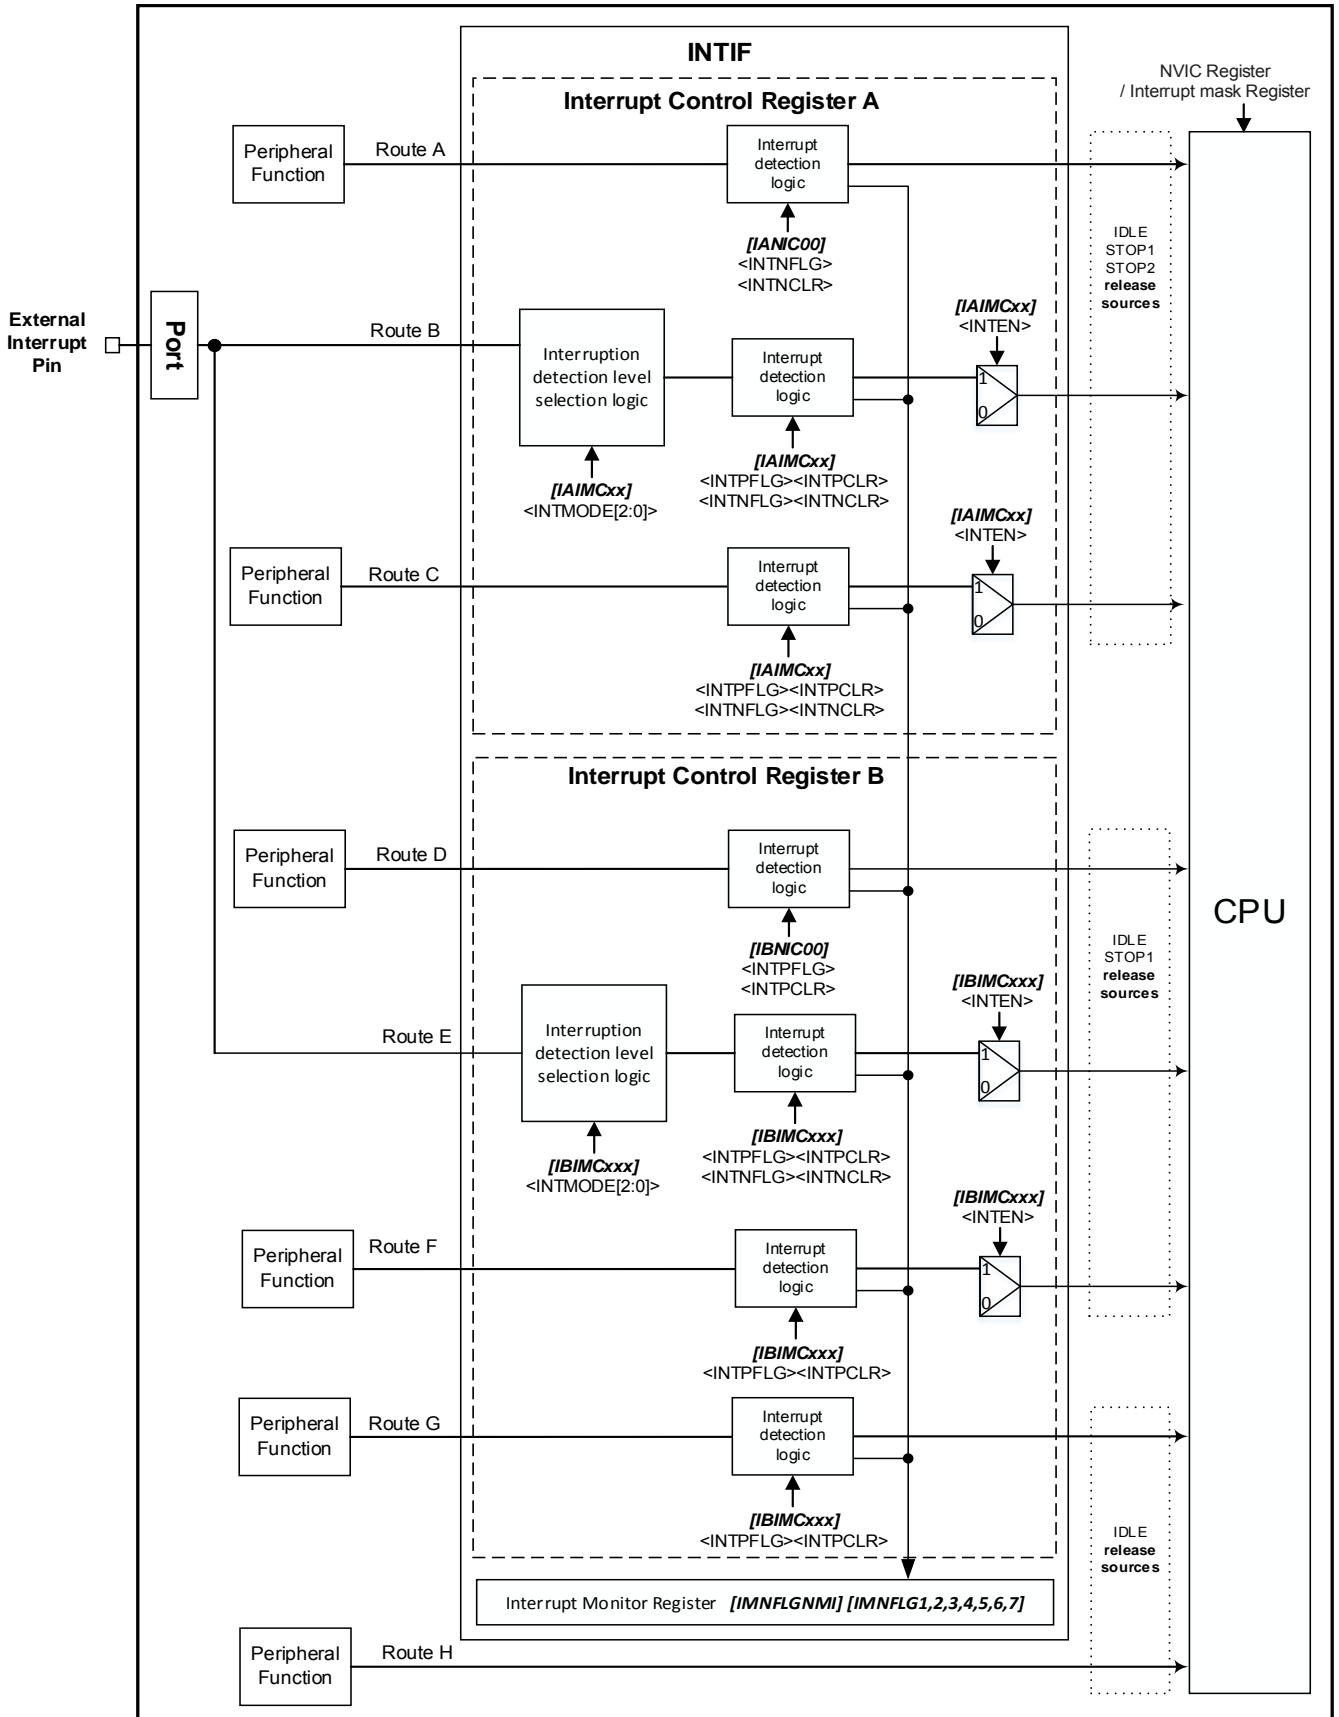 INTIF
NVIC Register
/ Interrupt mask Register
Interrupt Control Register A
Peripheral
Function
Route A
Interrupt
detection
logic
[IANIC00]
<INTNFLG>
<INTNCLR>
IDLE
STOP1
STOP2
release
sources
External
Interrupt
Pin
Port
Route B
Interruption
detection level
selection logic
[IAIMCxx]
<INTMODE[2:0]>
Interrupt
detection
logic
[IAIMCxx]
<INTPFLG><INTPCLR>
<INTNFLG><INTNCLR>
[IAIMCxx]
<INTEN>
1
0
Peripheral
Function
Route C
Interrupt
detection
logic
[IAIMCxx]
<INTPFLG><INTPCLR>
<INTNFLG><INTNCLR>
[IAIMCxx]
<INTEN>
1
0
Interrupt Control Register B
Peripheral
Function
Route D
Interrupt
detection
logic
[IBNIC00]
<INTPFLG>
<INTPCLR>
CPU
IDLE
STOP1
release
sources
Route E
Interruption
detection level
selection logic
[IBIMCxxx]
<INTMODE[2:0]>
Interrupt
detection
logic
[IBIMCxxx]
<INTPFLG><INTPCLR>
<INTNFLG><INTNCLR>
[IBIMCxxx]
<INTEN>
1
0
Peripheral
Function
Route F
Interrupt
detection
logic
[IBIMCxxx]
<INTPFLG><INTPCLR>
[IBIMCxxx]
<INTEN>
1
0
Peripheral
Function
Route G
Interrupt
detection
logic
[IBIMCxxx]
<INTPFLG><INTPCLR>
IDLE
release
sources
Interrupt Monitor Register [IMNFLGNMI] [IMNFLG1,2,3,4,5,6,7]
Peripheral
Function
Route H